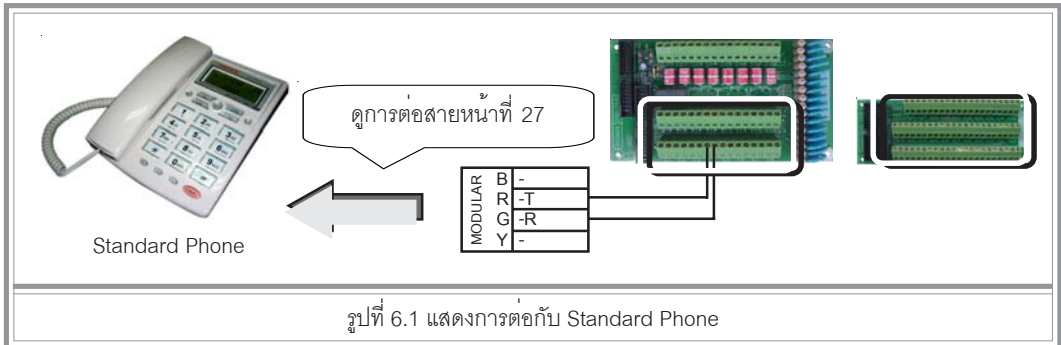 ดูการต่อสายหน้าที่ 27
MODULAR
B -
R -T
G -R
Y -
Standard Phone
รูปที่ 6.1 แสดงการต่อกับ Standard Phone